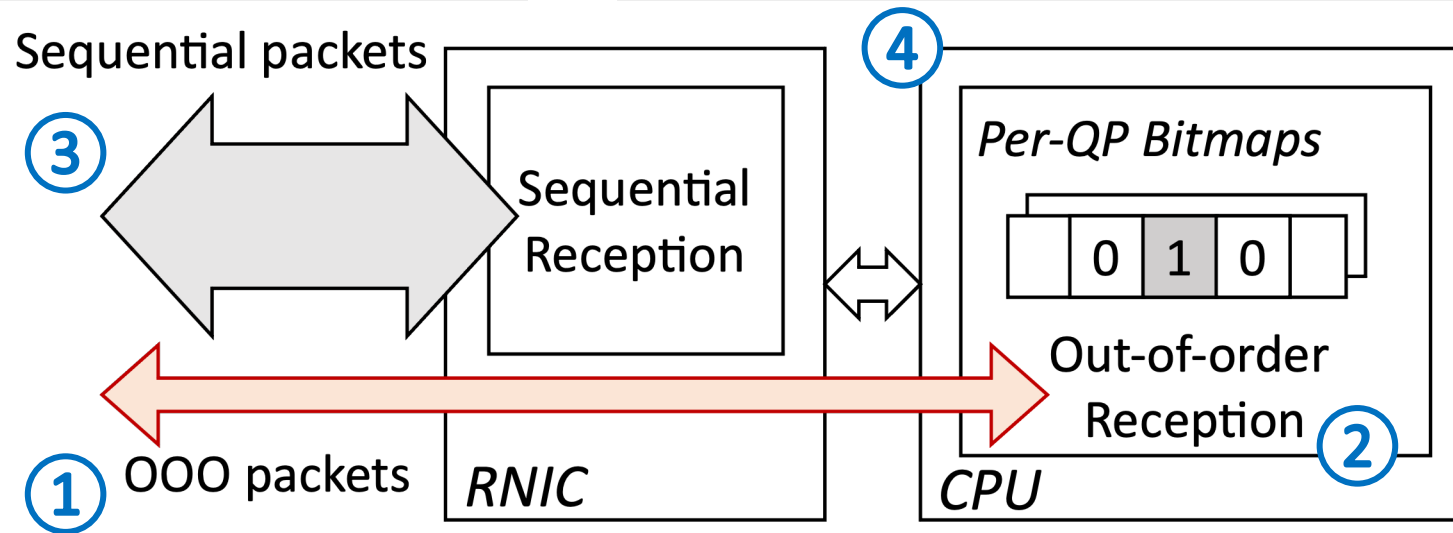 Sequential packets
4
3
Per-QP Bitmaps
Sequential
Reception
0 1 0
Out-of-order
Reception
2
1
OOO packets
RNIC
CPU